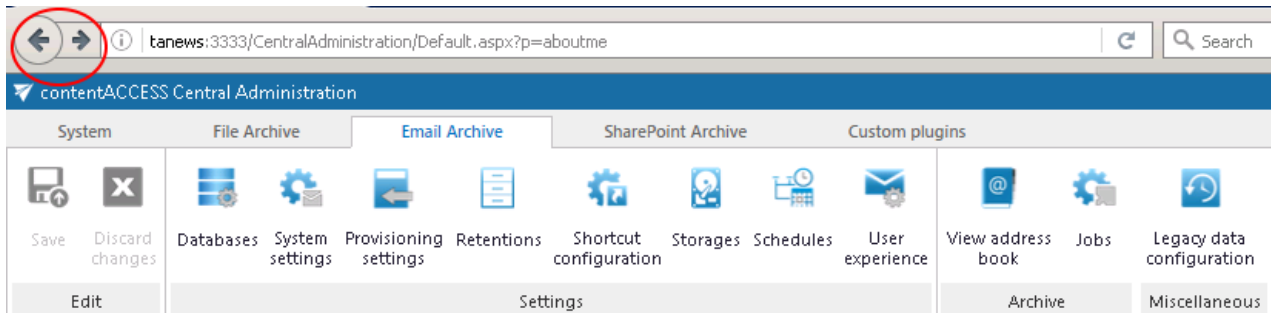 tanews:3333/CentralAdministration/Default.aspx?p=aboutme
Search
contentACCESS Central Administration
System File Archive Email Archive SharePoint Archive Custom plugins
Save Discard changes Databases System settings Provisioning settings Retentions Shortcut configuration Storages Schedules User experience View address book Jobs Legacy data configuration
Edit Settings Archive Miscellaneous